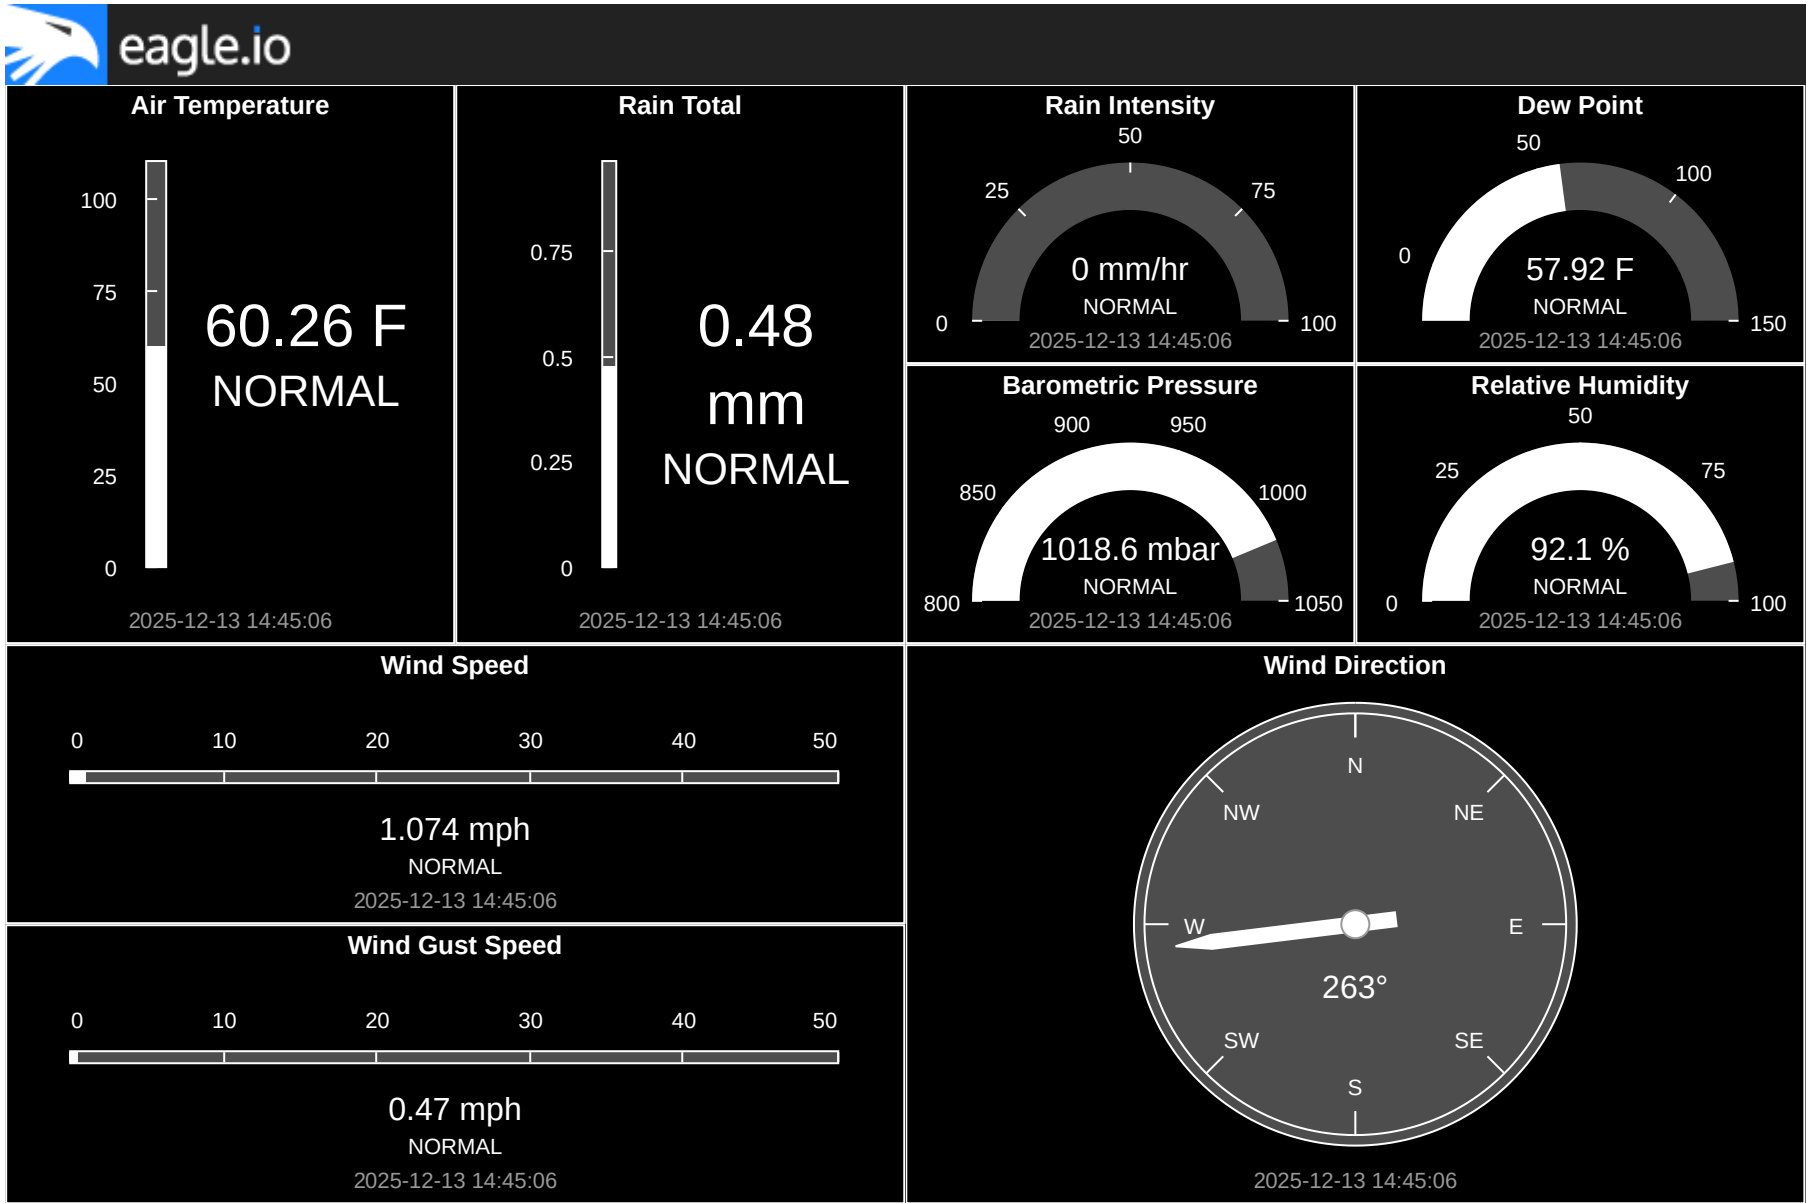 eagle.io
Air Temperature
100
75
50
25
0
60.26 F
NORMAL
2025-12-13 14:45:06
Rain Total
0.75
0.5
0.25
0
0.48
mm
NORMAL
2025-12-13 14:45:06
Rain Intensity
0
25
50
75
100
0 mm/hr
NORMAL
2025-12-13 14:45:06
Dew Point
0
50
100
150
57.92 F
NORMAL
2025-12-13 14:45:06
Barometric Pressure
800
850
900
950
1000
1050
1018.6 mbar
NORMAL
2025-12-13 14:45:06
Relative Humidity
0
25
50
75
100
92.1 %
NORMAL
2025-12-13 14:45:06
Wind Speed
0 10 20 30 40 50
1.074 mph
NORMAL
2025-12-13 14:45:06
Wind Gust Speed
0 10 20 30 40 50
0.47 mph
NORMAL
2025-12-13 14:45:06
Wind Direction
N
NW NE
W E
263°
SW SE
S
2025-12-13 14:45:06